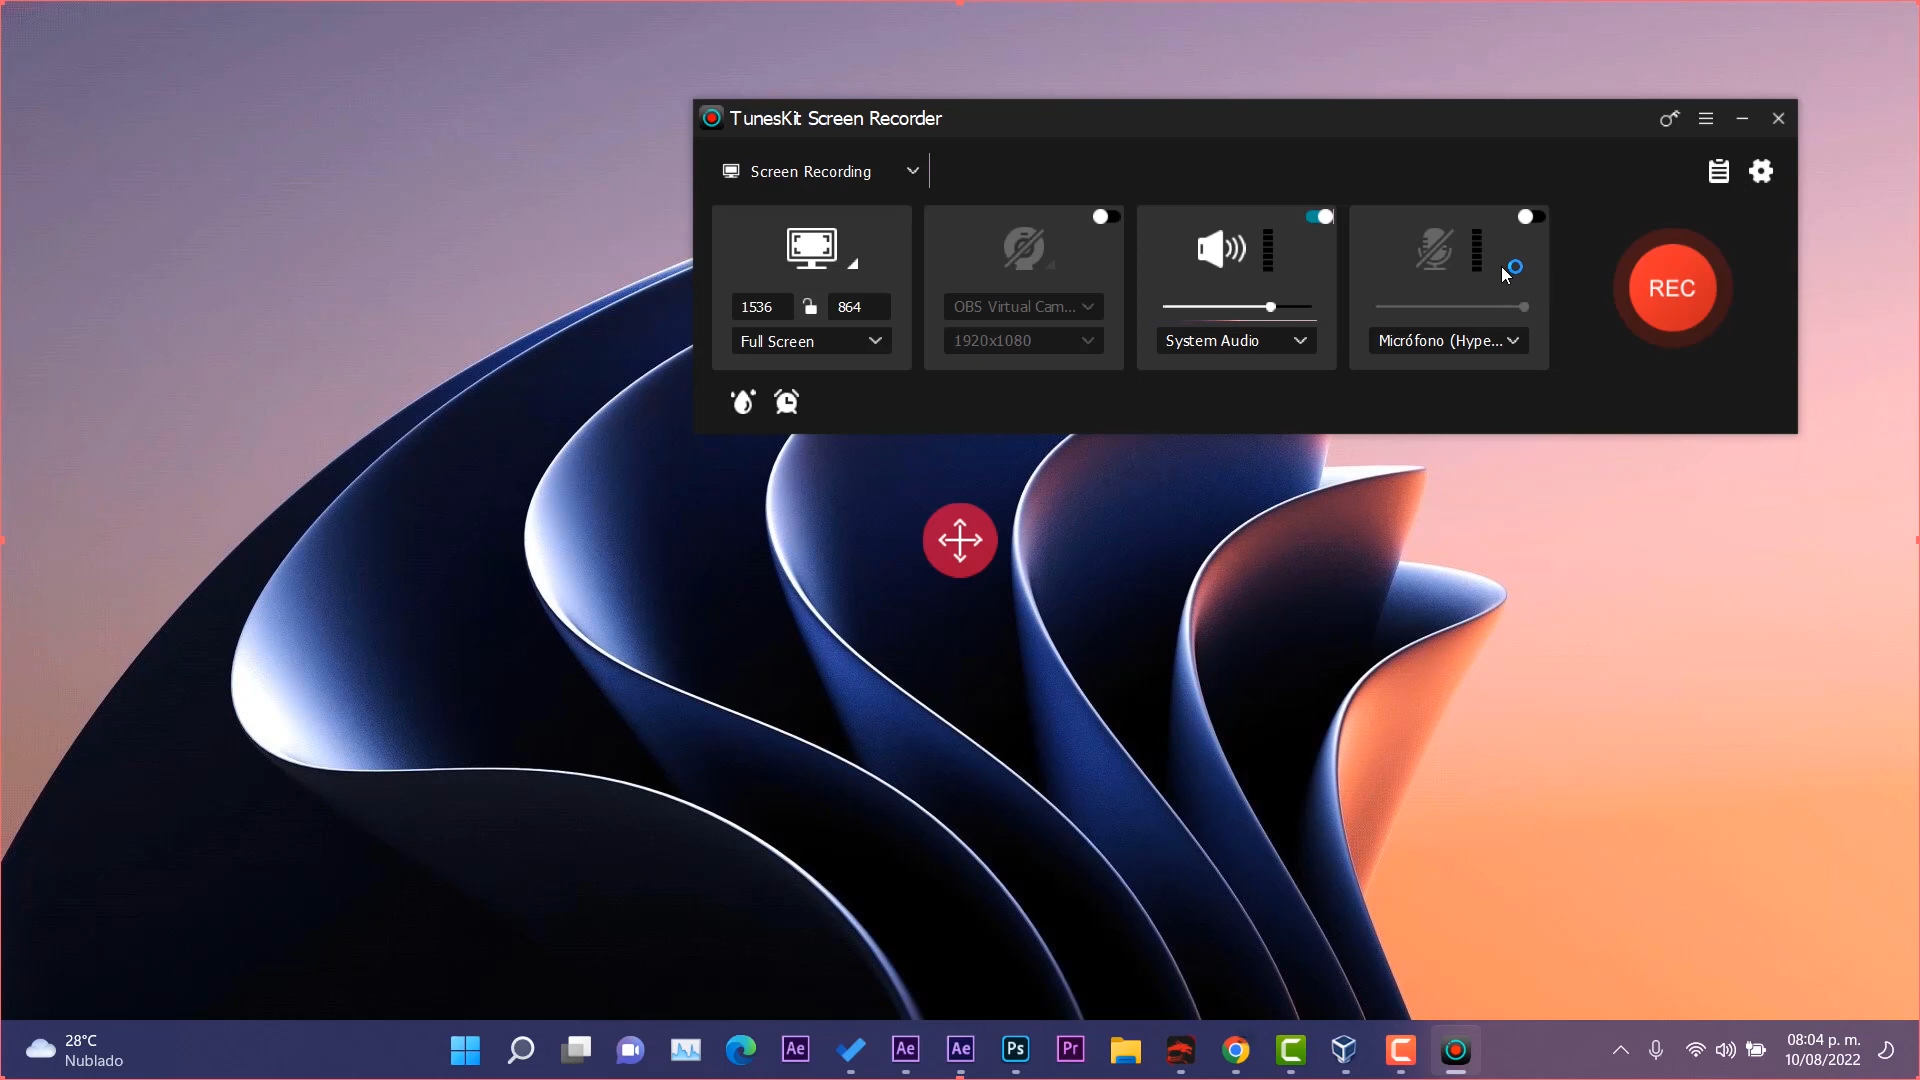 TunesKit Screen Recorder
Screen Recording
1536
864
Full Screen
OBS Virtual Cam...
1920x1080
System Audio
Micrófono (Hype...
REC
28°C
Nublado
Ae
Ae
Ae
Ps
Pr
C
C
08:04 p. m.
10/08/2022